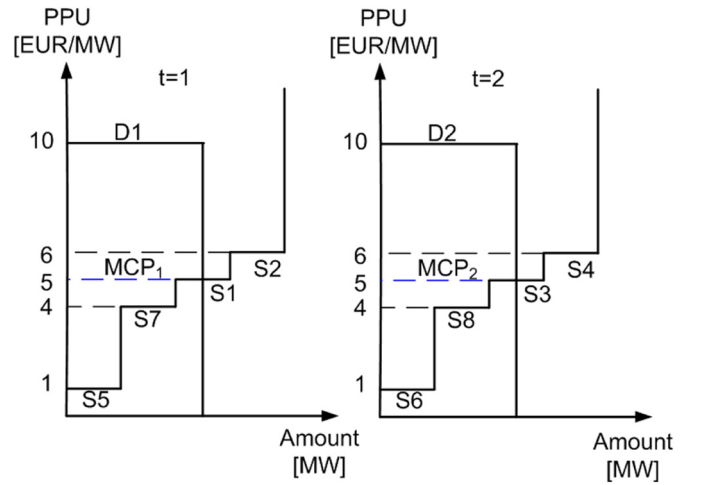 PPU
[EUR/MW]
t=1
10
D1
6
MCP₁
S2
5
S1
4
S7
1
S5
Amount
[MW]
PPU
[EUR/MW]
t=2
10
D2
6
MCP₂
S4
5
S3
4
S8
1
S6
Amount
[MW]